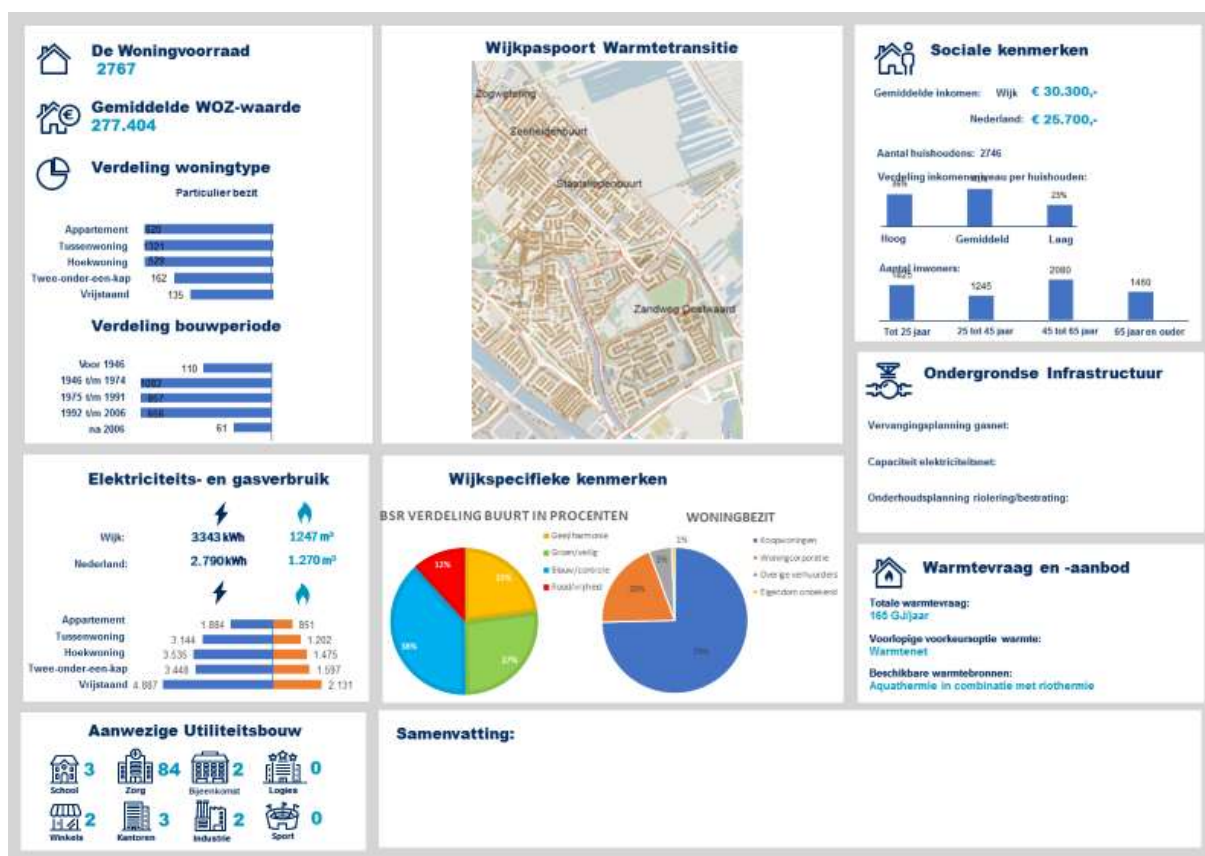 De Woningvoorraad
2767
Gemiddelde WOZ-waarde
277.404
Verdeling woningtype
Particulier bezit
Appartement
Tussenwoning 1321
Hoekwoning 529
Twee-onder-een-kap 162
Vrijstaand 135
Verdeling bouwperiode
Voor 1946 110
1946 t/m 1974
1975 t/m 1991
1992 t/m 2006
na 2006 61
Wijkpaspoort Warmtetransitie
Zogwetering
Zeeheldenbuurt
Staatsliedenbuurt
Zandweg Oostwaard
Sociale kenmerken
Gemiddelde inkomen: Wijk € 30.300,-
Nederland: € 25.700,-
Aantal huishoudens: 2746
Verdeling inkomensniveau per huishouden:
Hoog Gemiddeld Laag
Aantal inwoners:
1245 2080 1460
Tot 25 jaar 25 tot 45 jaar 45 tot 65 jaar 65 jaar en ouder
Ondergrondse Infrastructuur
Vervangingsplanning gasnet:
Capaciteit elektriciteitsnet:
Onderhoudsplanning riolering/bestrating:
Elektriciteits- en gasverbruik
Wijk: 3343 kWh 1247 m³
Nederland: 2.790 kWh 1.270 m³
Appartement 1.884 851
Tussenwoning 3.144 1.202
Hoekwoning 3.536 1.475
Twee-onder-een-kap 3.448 1.597
Vrijstaand 4.887 2.131
Wijkspecifieke kenmerken
BSR VERDELING BUURT IN PROCENTEN
Geel/harmonie
Groen/veilig
Blauw/controle
Rood/vrijheid
12%
27%
38%
WONINGBEZIT
Koopwoningen
Woningcorporatie
Overige verhuurders
Eigendom onbekend
1%
5%
20%
Warmtevraag en -aanbod
Totale warmtevraag:
165 GJ/jaar
Voorlopige voorkeursoptie warmte:
Warmtenet
Beschikbare warmtebronnen:
Aquathermie in combinatie met riothermie
Aanwezige Utiliteitsbouw
3 84 2 0
School Zorg Bijeenkomst Logies
2 3 2 0
Winkels Kantoren Industrie Sport
Samenvatting: